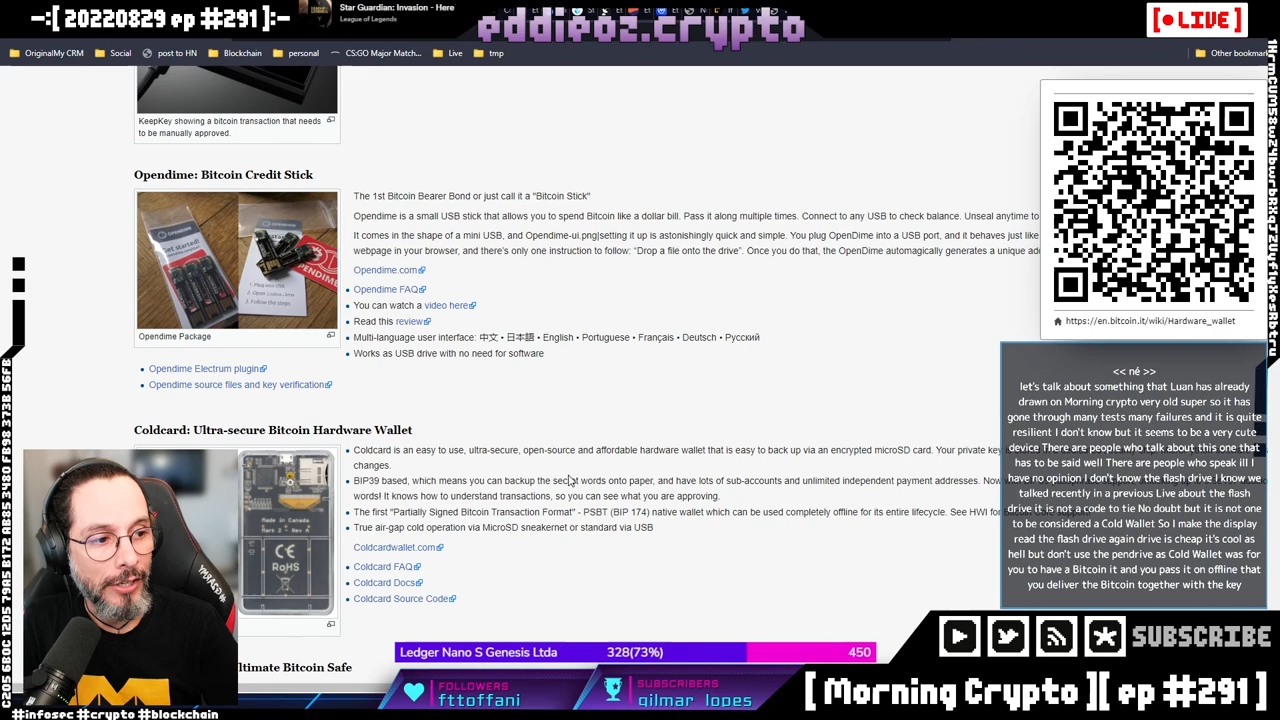 -:[ 20220829 ep #291 ]:-
Star Guardian: Invasion - Here
League of Legends
eddieoz.crypto
[● LIVE]
OriginalMy CRM
Social
post to HN
Blockchain
personal
CS:GO Major Match...
Live
tmp
Other bookmar
KeepKey showing a bitcoin transaction that needs
to be manually approved.
Opendime: Bitcoin Credit Stick
The 1st Bitcoin Bearer Bond or just call it a "Bitcoin Stick"
Opendime is a small USB stick that allows you to spend Bitcoin like a dollar bill. Pass it along multiple times. Connect to any USB to check balance. Unseal anytime to
It comes in the shape of a mini USB, and Opendime-ui png|setting it up is astonishingly quick and simple. You plug OpenDime into a USB port, and it behaves just like
webpage in your browser, and there's only one instruction to follow: “Drop a file onto the drive”. Once you do that, the OpenDime automagically generates a unique ad
Opendime.com
Opendime FAQ
You can watch a video here
Read this review
Multi-language user interface: 中文 • 日本語 • English • Portuguese • Français • Deutsch • Русский
Works as USB drive with no need for software
Opendime Package
Opendime Electrum plugin
Opendime source files and key verification
Coldcard: Ultra-secure Bitcoin Hardware Wallet
Coldcard is an easy to use, ultra-secure, open-source and affordable hardware wallet that is easy to back up via an encrypted microSD card. Your private key
changes.
BIP39 based, which means you can backup the secret words onto paper, and have lots of sub-accounts and unlimited independent payment addresses. Now
words! It knows how to understand transactions, so you can see what you are approving.
The first "Partially Signed Bitcoin Transaction Format" - PSBT (BIP 174) native wallet which can be used completely offline for its entire lifecycle. See HWI for
True air-gap cold operation via MicroSD sneakernet or standard via USB
Coldcardwallet.com
Coldcard FAQ
Coldcard Docs
Coldcard Source Code
Made in Canada
CE
RoHS
ltimate Bitcoin Safe
https://en.bitcoin.it/wiki/Hardware_wallet
<< né >>
let's talk about something that Luan has already
drawn on Morning crypto very old super so it has
gone through many tests many failures and it is quite
resilient I don't know but it seems to be a very cute
device There are people who talk about this one that
has to be said well There are people who speak ill I
have no opinion I don't know the flash drive I know we
talked recently in a previous Live about the flash
drive it is not a code to tie No doubt but it is not one
to be considered a Cold Wallet So I make the display
read the flash drive again drive is cheap it's cool as
hell but don't use the pendrive as Cold Wallet was for
you to have a Bitcoin it and you pass it on offline that
you deliver the Bitcoin together with the key
Ledger Nano S Genesis Ltda
328(73%)
450
FOLLOWERS
fttoffani
SUBSCRIBERS
gilmar_lopes
SUBSCRIBE
[ Morning Crypto ][ ep #291 ]
#infosec #crypto #blockchain